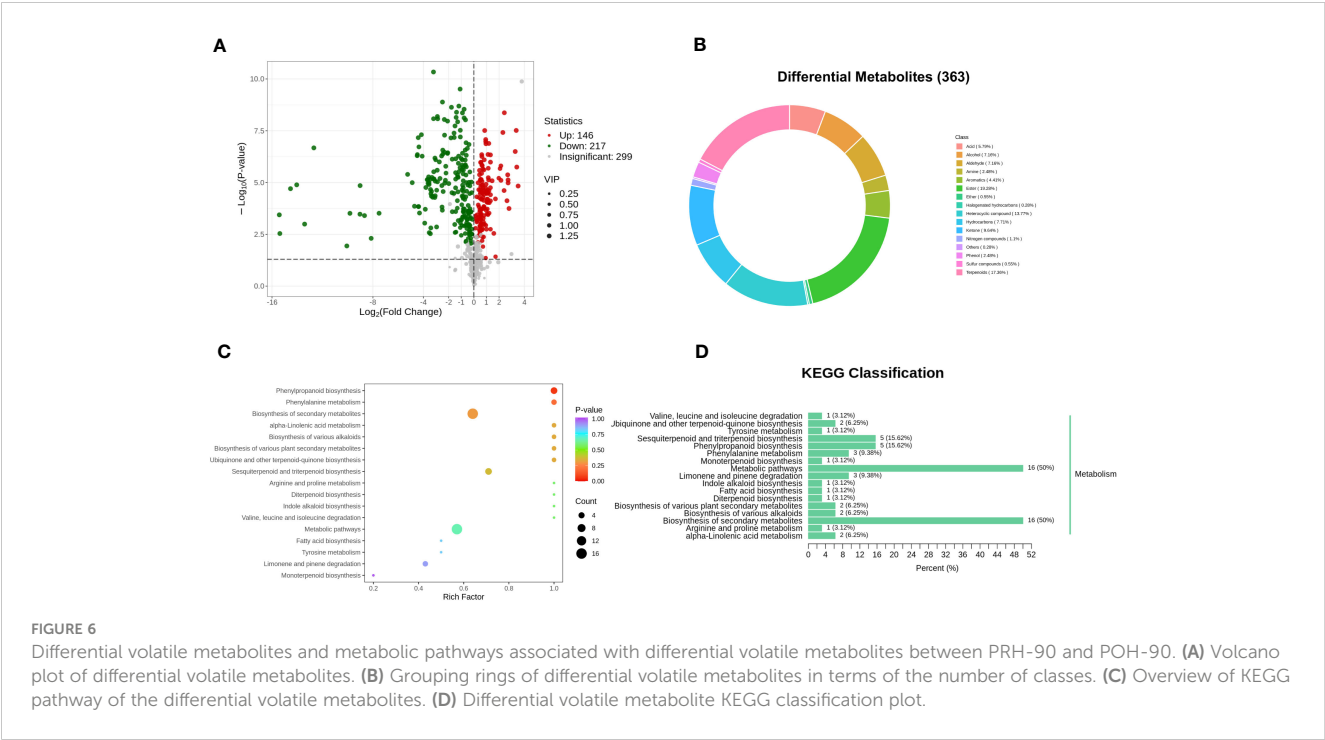 A
10.0
7.5
5.0
2.5
0.0
− Log10(P-value)
-16
-8
-4
-2
-1
0
1
2
4
Log2(Fold Change)
Statistics
Up: 146
Down: 217
Insignificant: 299
VIP
0.25
0.50
0.75
1.00
1.25
B
Differential Metabolites (363)
Class
Acid ( 5.79% )
Alcohol ( 7.16% )
Aldehyde ( 7.16% )
Amine ( 2.48% )
Aromatics ( 4.41% )
Ester ( 19.28% )
Ether ( 0.55% )
Halogenated hydrocarbons ( 0.28% )
Heterocyclic compound ( 13.77% )
Hydrocarbons ( 7.71% )
Ketone ( 9.64% )
Nitrogen compounds ( 1.1% )
Others ( 0.28% )
Phenol ( 2.48% )
Sulfur compounds ( 0.55% )
Terpenoids ( 17.36% )
C
Phenylpropanoid biosynthesis
Phenylalanine metabolism
Biosynthesis of secondary metabolites
alpha-Linolenic acid metabolism
Biosynthesis of various alkaloids
Biosynthesis of various plant secondary metabolites
Ubiquinone and other terpenoid-quinone biosynthesis
Sesquiterpenoid and triterpenoid biosynthesis
Arginine and proline metabolism
Diterpenoid biosynthesis
Indole alkaloid biosynthesis
Valine, leucine and isoleucine degradation
Metabolic pathways
Fatty acid biosynthesis
Tyrosine metabolism
Limonene and pinene degradation
Monoterpenoid biosynthesis
0.2
0.4
0.6
0.8
1.0
Rich Factor
P-value
1.00
0.75
0.50
0.25
0.00
Count
4
8
12
16
D
KEGG Classification
Valine, leucine and isoleucine degradation 1 (3.12%)
Ubiquinone and other terpenoid-quinone biosynthesis 2 (6.25%)
Tyrosine metabolism 1 (3.12%)
Sesquiterpenoid and triterpenoid biosynthesis 5 (15.62%)
Phenylpropanoid biosynthesis 5 (15.62%)
Phenylalanine metabolism 3 (9.38%)
Monoterpenoid biosynthesis 1 (3.12%)
Metabolic pathways 16 (50%)
Limonene and pinene degradation 3 (9.38%)
Indole alkaloid biosynthesis 1 (3.12%)
Fatty acid biosynthesis 1 (3.12%)
Diterpenoid biosynthesis 1 (3.12%)
Biosynthesis of various plant secondary metabolites 2 (6.25%)
Biosynthesis of various alkaloids 2 (6.25%)
Biosynthesis of secondary metabolites 16 (50%)
Arginine and proline metabolism 1 (3.12%)
alpha-Linolenic acid metabolism 2 (6.25%)
Metabolism
0 4 8 12 16 20 24 28 32 36 40 44 48 52
Percent (%)
FIGURE 6
Differential volatile metabolites and metabolic pathways associated with differential volatile metabolites between PRH-90 and POH-90. (A) Volcano
plot of differential volatile metabolites. (B) Grouping rings of differential volatile metabolites in terms of the number of classes. (C) Overview of KEGG
pathway of the differential volatile metabolites. (D) Differential volatile metabolite KEGG classification plot.